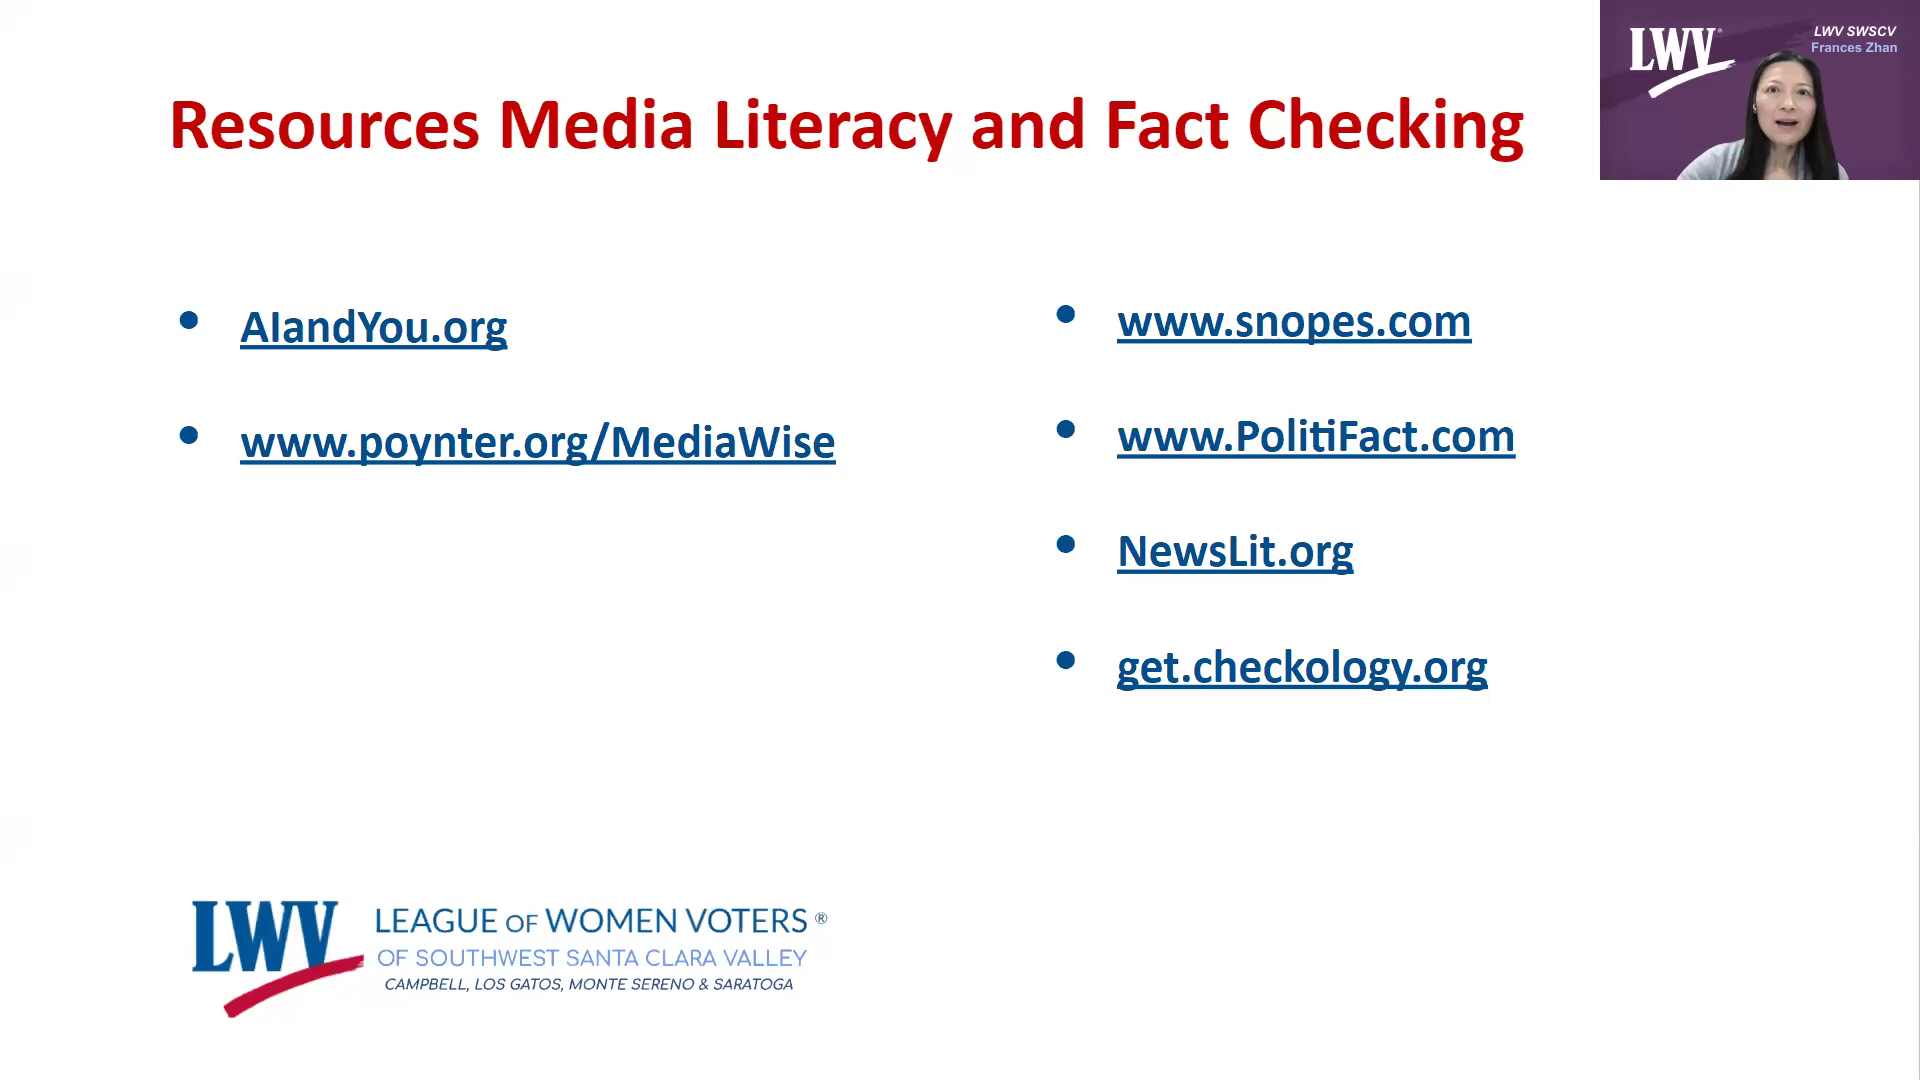 Resources Media Literacy and Fact Checking
LWV®
LWV SWSCV
Frances Zhan
• AIandYou.org
• www.poynter.org/MediaWise
• www.snopes.com
• www.PolitiFact.com
• NewsLit.org
• get.checkology.org
LWV
LEAGUE OF WOMEN VOTERS ®
OF SOUTHWEST SANTA CLARA VALLEY
CAMPBELL, LOS GATOS, MONTE SERENO & SARATOGA